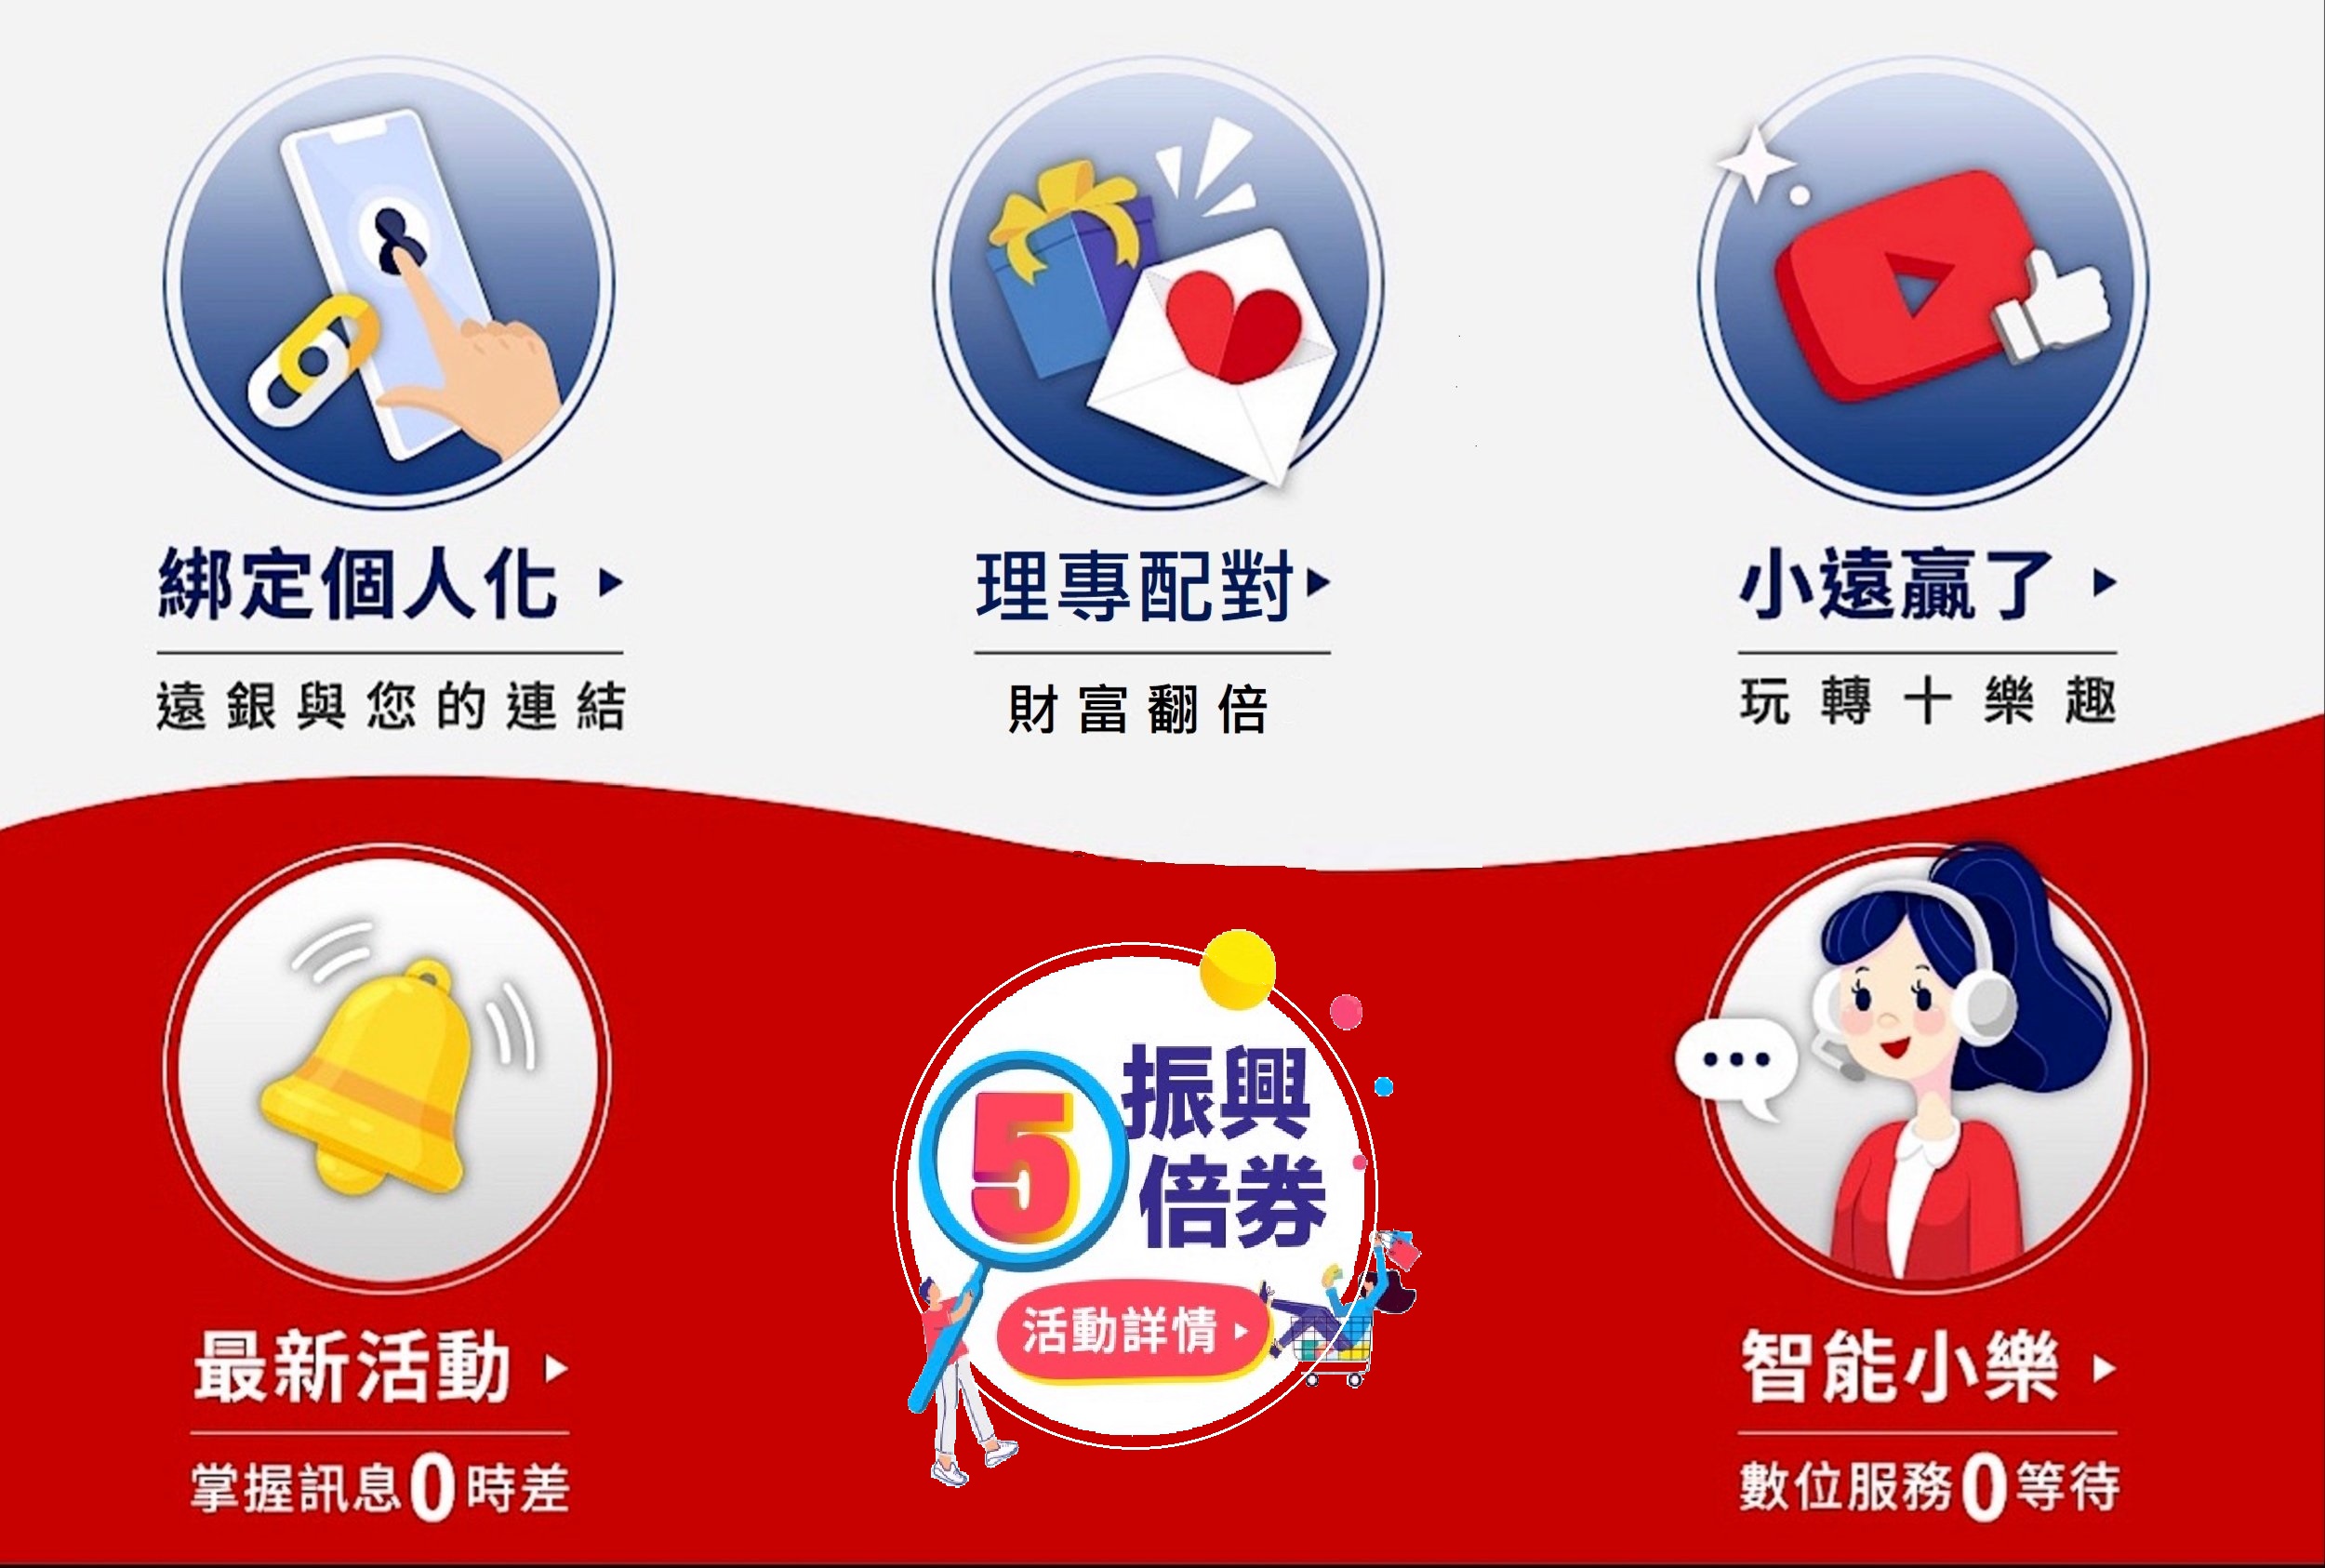 綁定個人化
遠銀與您的連結
理專配對
財富翻倍
小遠贏了
玩轉十樂趣
最新活動
掌握訊息0時差
5
振興
倍券
活動詳情
智能小樂
數位服務0等待